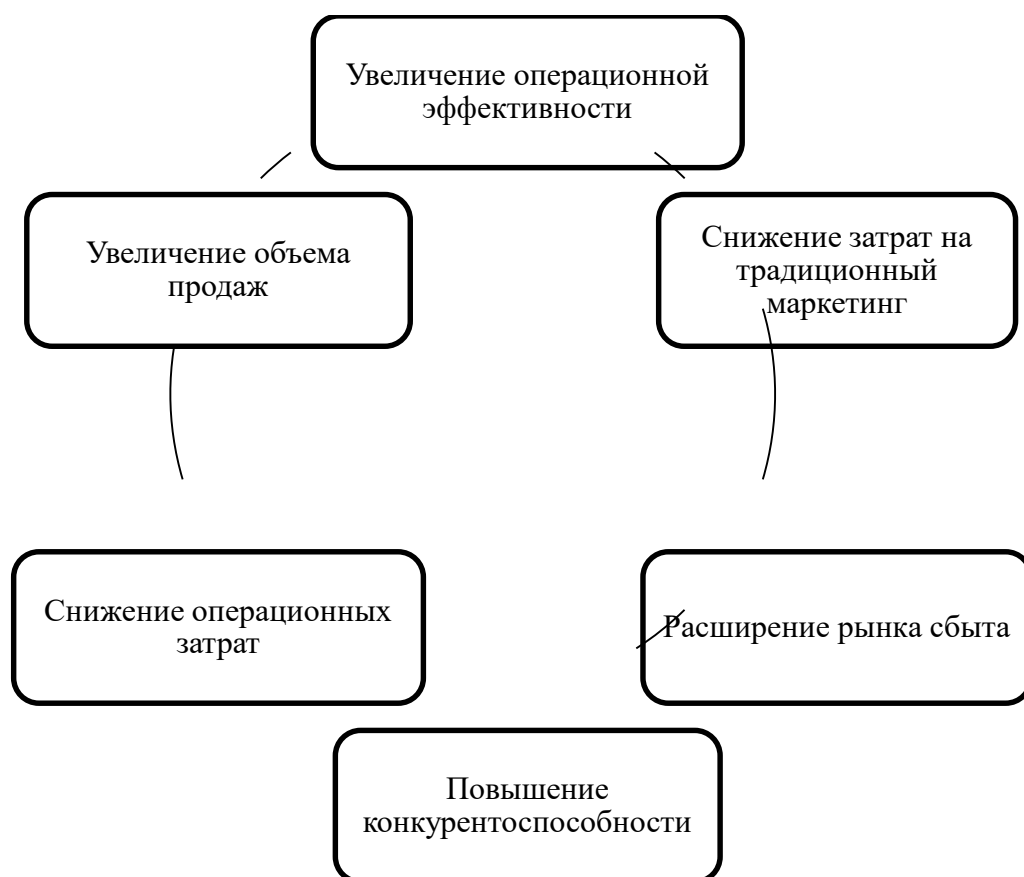 Увеличение операционной
эффективности
Увеличение объема
продаж
Снижение затрат на
традиционный
маркетинг
Снижение операционных
затрат
Расширение рынка сбыта
Повышение
конкурентоспособности